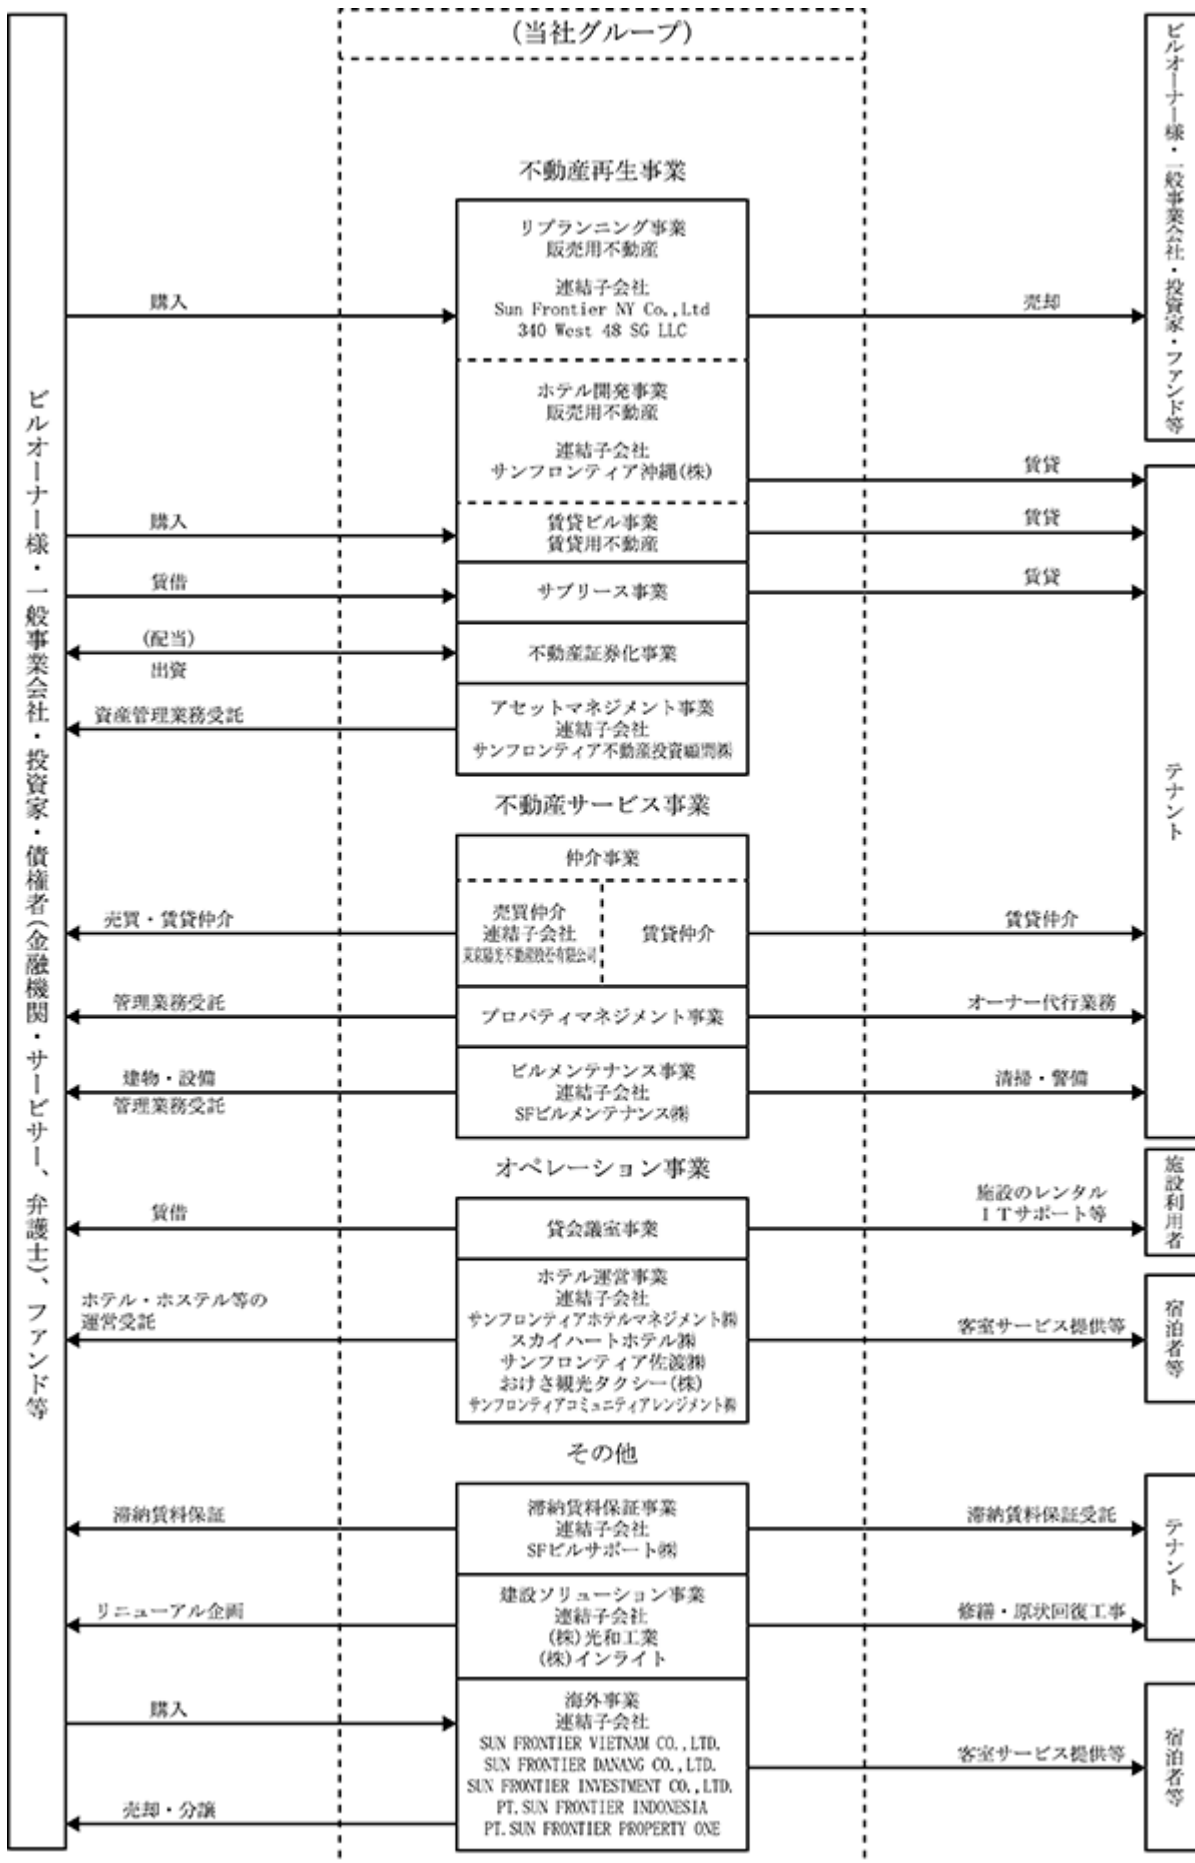 (当社グループ)
ビルオーナー様・一般事業会社・投資家・ファンド等
ビルオーナー様・一般事業会社・投資家・債権者(金融機関・サービサー、弁護士)、ファンド等
不動産再生事業
リプランニング事業
販売用不動産
連結子会社
Sun Frontier NY Co.,Ltd
340 West 48 SG LLC
購入
売却
ホテル開発事業
販売用不動産
連結子会社
サンフロンティア沖縄(株)
賃貸
購入
賃貸ビル事業
賃貸用不動産
賃貸
賃借
サブリース事業
賃貸
(配当)
出資
不動産証券化事業
資産管理業務受託
アセットマネジメント事業
連結子会社
サンフロンティア不動産投資顧問㈱
テナント
不動産サービス事業
仲介事業
売買・賃貸仲介
売買仲介
連結子会社
賃貸仲介
賃貸仲介
管理業務受託
プロパティマネジメント事業
オーナー代行業務
建物・設備
管理業務受託
ビルメンテナンス事業
連結子会社
SFビルメンテナンス㈱
清掃・警備
オペレーション事業
賃借
貸会議室事業
施設のレンタル
ITサポート等
施設利用者
ホテル・ホステル等の
運営受託
ホテル運営事業
連結子会社
サンフロンティアホテルマネジメント㈱
スカイハートホテル㈱
サンフロンティア佐渡㈱
おけさ観光タクシー(株)
サンフロンティアコミュニティアレンジメント㈱
客室サービス提供等
宿泊者等
その他
滞納賃料保証
滞納賃料保証事業
連結子会社
SFビルサポート㈱
滞納賃料保証受託
テナント
リニューアル企画
建設ソリューション事業
連結子会社
(株)光和工業
(株)インライト
修繕・原状回復工事
購入
海外事業
連結子会社
SUN FRONTIER VIETNAM CO.,LTD.
SUN FRONTIER DANANG CO.,LTD.
SUN FRONTIER INVESTMENT CO.,LTD.
PT.SUN FRONTIER INDONESIA
PT.SUN FRONTIER PROPERTY ONE
客室サービス提供等
宿泊者等
売却・分譲